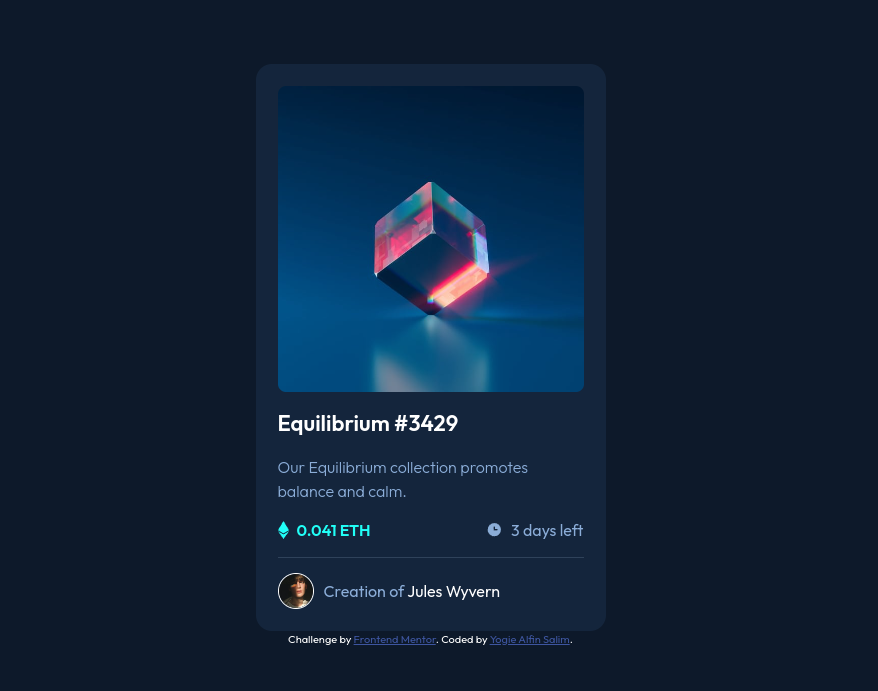 Equilibrium #3429
Our Equilibrium collection promotes
balance and calm.
0.041 ETH
3 days left
Creation of Jules Wyvern
Challenge by Frontend Mentor. Coded by Yogie Alfin Salim.